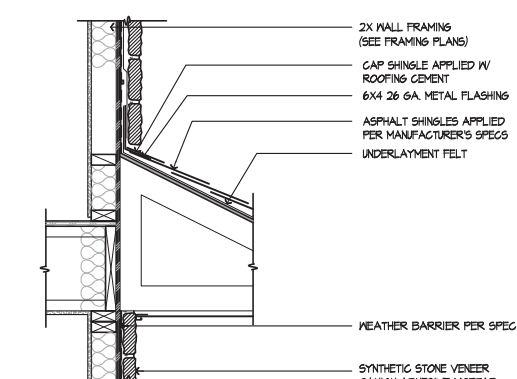 2X WALL FRAMING
(SEE FRAMING PLANS)
CAP SHINGLE APPLIED W/
ROOFING CEMENT
6X4 26 GA. METAL FLASHING
ASPHALT SHINGLES APPLIED
PER MANUFACTURER'S SPECS
UNDERLAYMENT FELT
WEATHER BARRIER PER SPEC
SYNTHETIC STONE VENEER